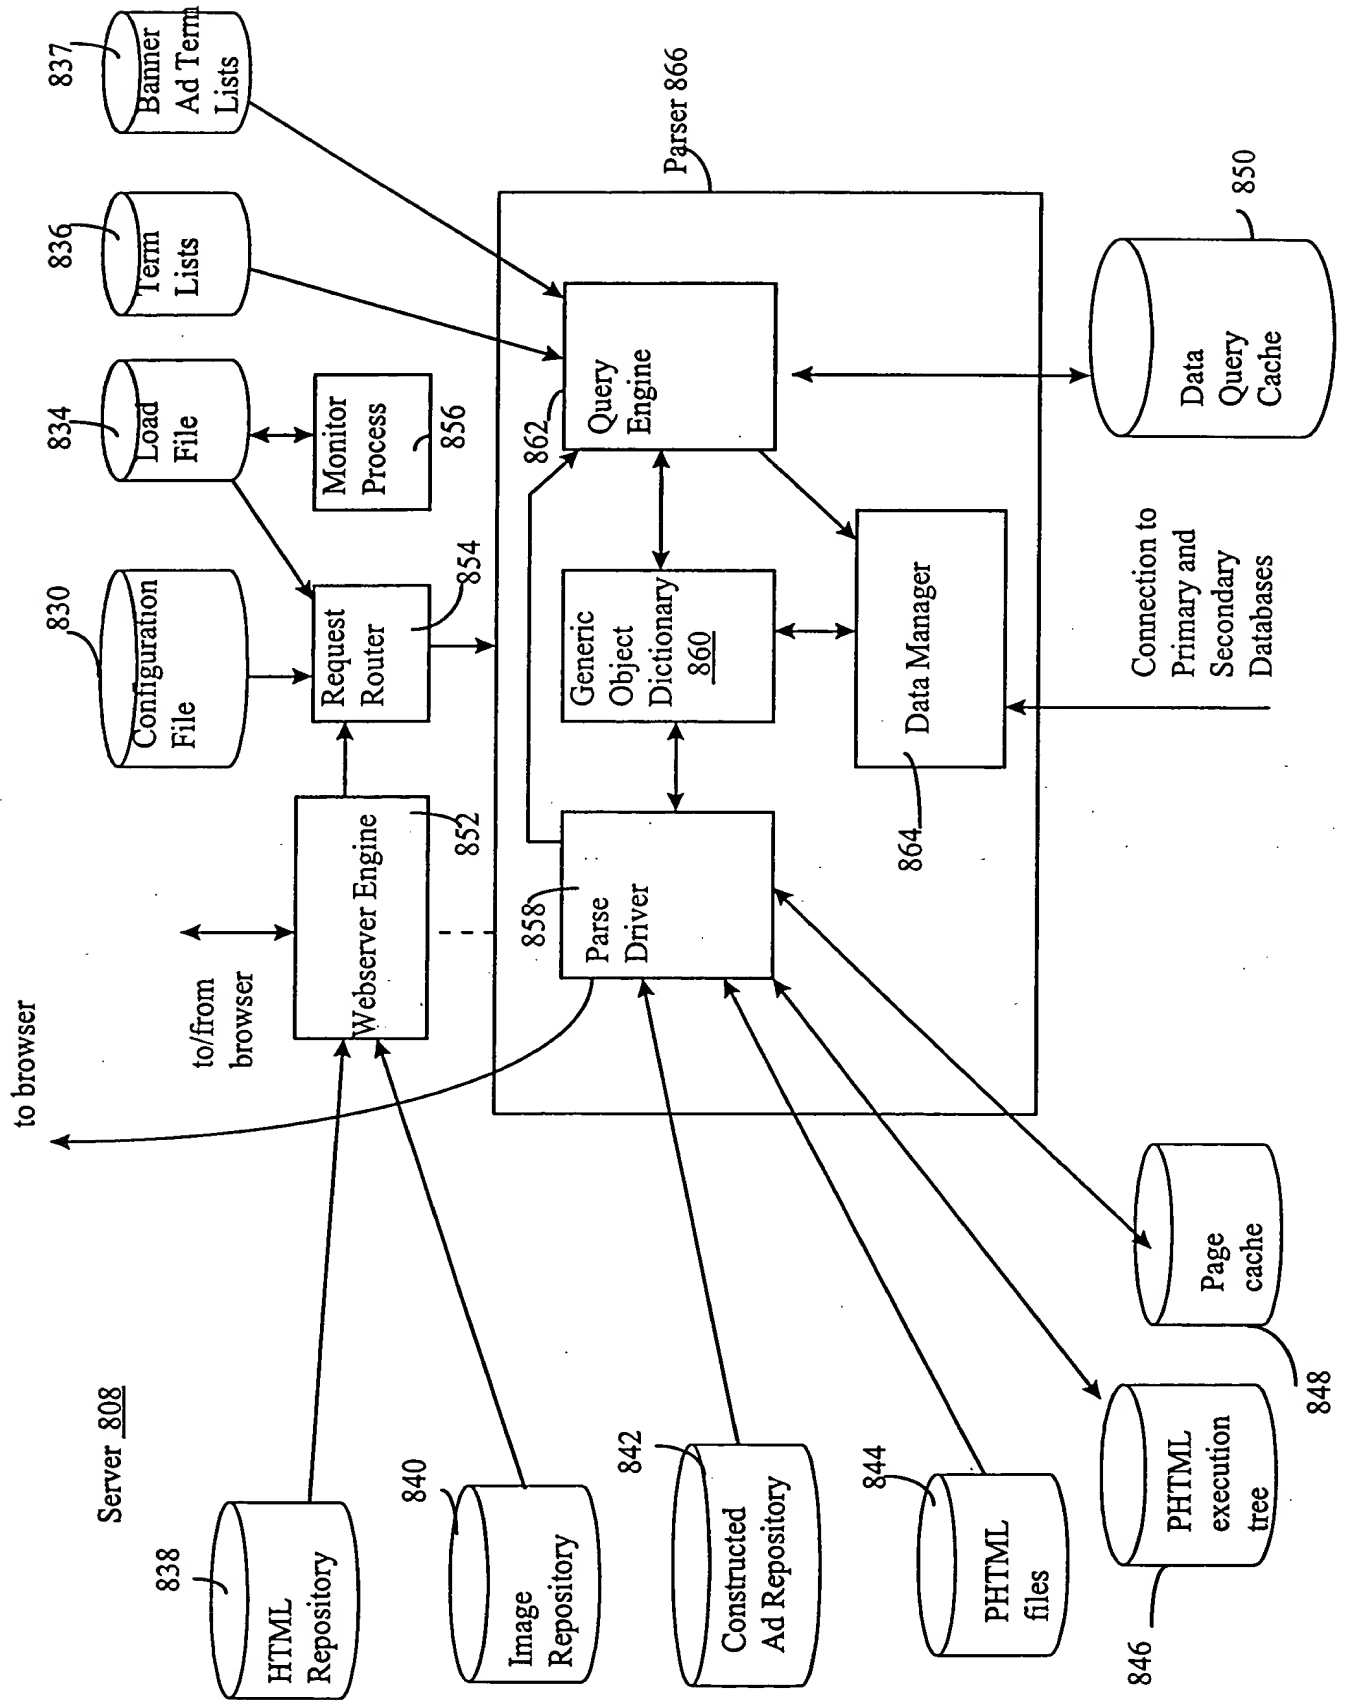 Server 808
to browser
to/from
browser
838
HTML
Repository
840
Image
Repository
842
Constructed
Ad Repository
844
PHTML
files
846
PHTML
execution
tree
848
Page
cache
Webserver Engine
852
830
Configuration
File
834
Load
File
836
Term
Lists
837
Banner
Ad Term
Lists
Request
Router
854
Monitor
Process
856
Parser 866
858
Parse
Driver
Generic
Object
Dictionary
860
862
Query
Engine
864
Data Manager
Connection to
Primary and
Secondary
Databases
850
Data
Query
Cache